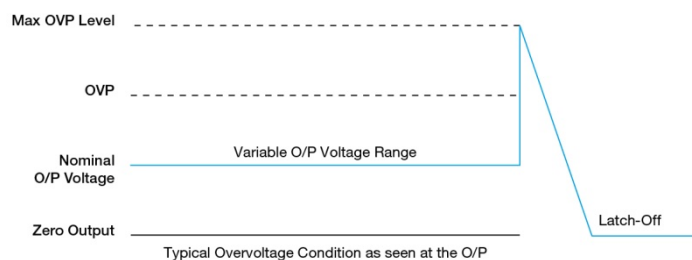 Max OVP Level
OVP
Variable O/P Voltage Range
Nominal
O/P Voltage
Latch-Off
Zero Output
Typical Overvoltage Condition as seen at the O/P